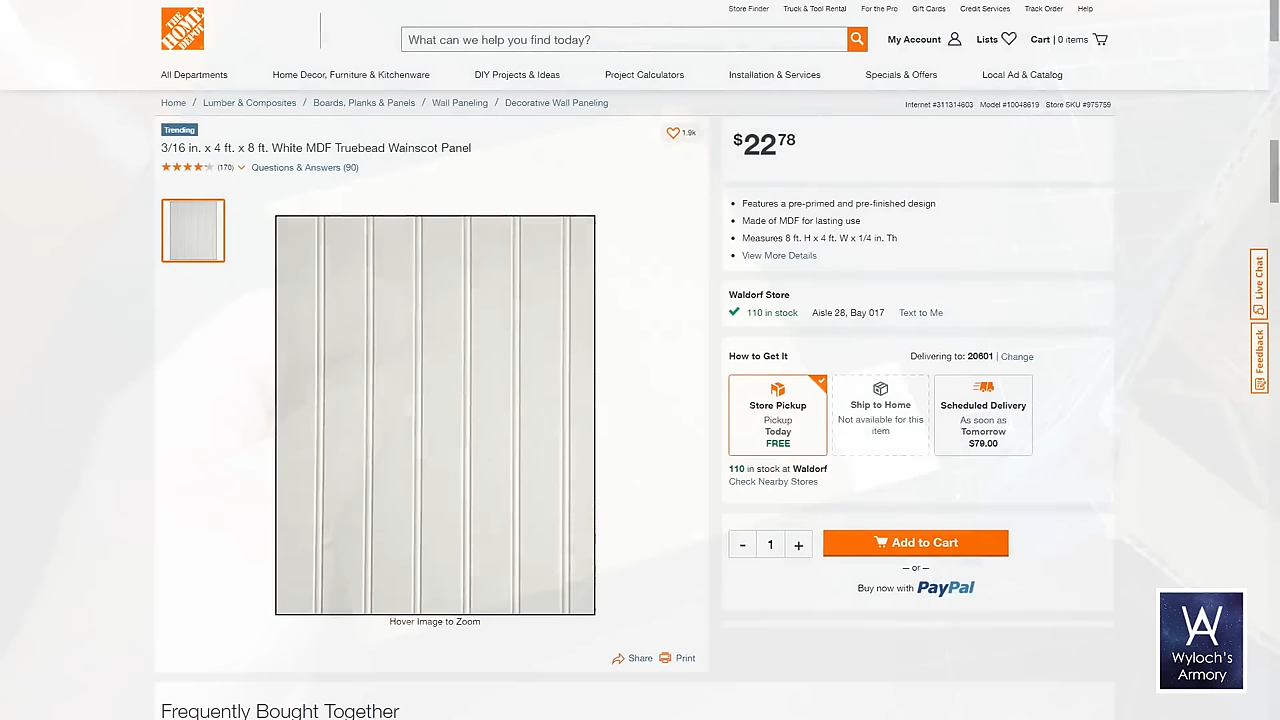 Store Finder Truck & Tool Rental For the Pro Gift Cards Credit Services Track Order Help
THE HOME DEPOT
What can we help you find today?
My Account Lists Cart | 0 items
All Departments Home Decor, Furniture & Kitchenware DIY Projects & Ideas Project Calculators Installation & Services Specials & Offers Local Ad & Catalog
Home / Lumber & Composites / Boards, Planks & Panels / Wall Paneling / Decorative Wall Paneling
Internet #311314603 Model #10048619 Store SKU #975759
Trending
1.9k
3/16 in. x 4 ft. x 8 ft. White MDF Truebead Wainscot Panel
(170) Questions & Answers (90)
Hover Image to Zoom
Share Print
$22 78
• Features a pre-primed and pre-finished design
• Made of MDF for lasting use
• Measures 8 ft. H x 4 ft. W x 1/4 in. Th
• View More Details
Waldorf Store
110 in stock Aisle 28, Bay 017 Text to Me
How to Get It Delivering to: 20601 | Change
Store Pickup
Pickup
Today
FREE
Ship to Home
Not available for this
item
Scheduled Delivery
As soon as
Tomorrow
$79.00
110 in stock at Waldorf
Check Nearby Stores
- 1 +
Add to Cart
— or —
Buy now with PayPal
Live Chat
Feedback
Wyloch's
Armory
Frequently Bought Together